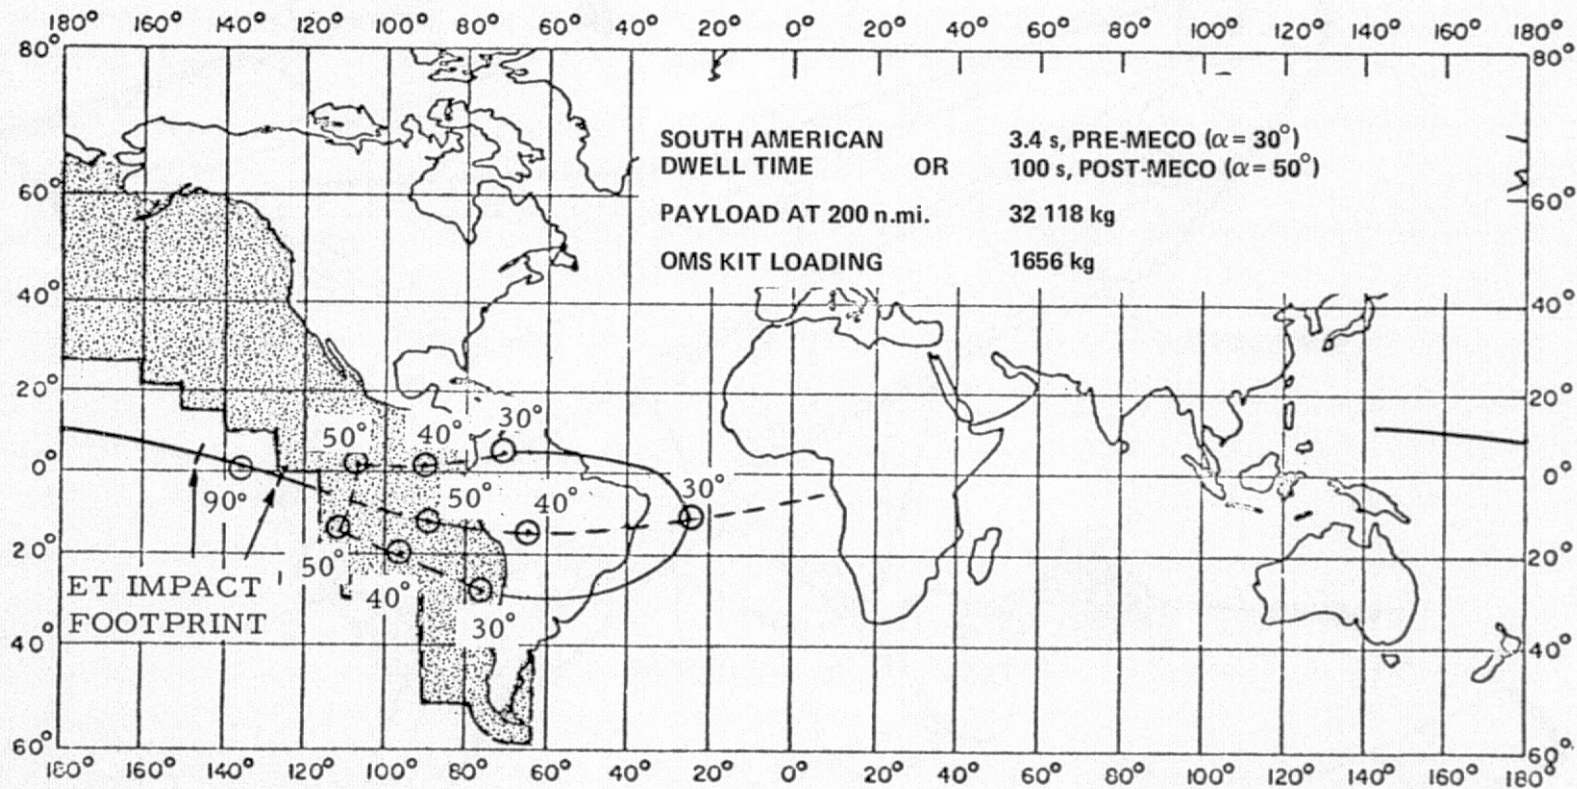 180° 160° 140° 120° 100° 80° 60° 40° 20° 0° 20° 40° 60° 80° 100° 120° 140° 160° 180°
80° 80°
SOUTH AMERICAN 3.4 s, PRE-MECO (α = 30°)
DWELL TIME OR 100 s, POST-MECO (α = 50°)
60° 60°
PAYLOAD AT 200 n.mi. 32 118 kg
OMS KIT LOADING 1656 kg
40° 40°
20° 20°
50° 40° 30°
0° 0°
90° 50° 40° 30°
20° 20°
50°
ET IMPACT 40°
FOOTPRINT 30°
40° 40°
60° 60°
180° 160° 140° 120° 100° 80° 60° 40° 20° 0° 20° 40° 60° 80° 100° 120° 140° 160° 180°